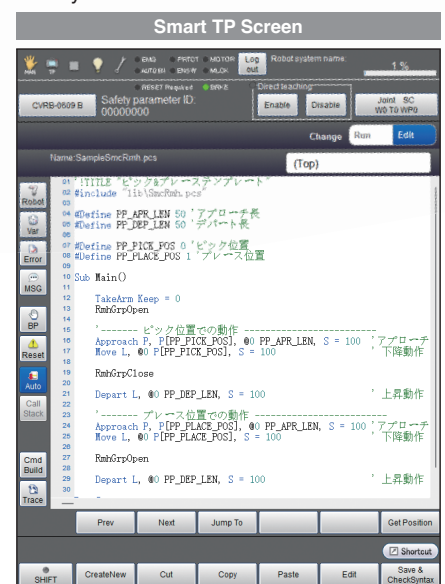 Smart TP Screen
EMG PRTCT MOTOR Log out Robot system name:
AUTOEN ENSW MLCK 1 %
RESET Required BRKE Direct teaching
CVRB-0609 B Safety parameter ID: 00000000 Enable Disable Joint SC W0 T0 WP0
Change Run Edit
Name:SampleSmcRmh.pcs (Top)
01 '!TITLE "ピック&プレーステンプレート"
02 #include "lib\SmcRmh.pcs"
03
04 #Define PP_APR_LEN 50 'アプローチ長
05 #Define PP_DEP_LEN 50 'デパート長
06
07 #Define PP_PICK_POS 0 'ピック位置
08 #Define PP_PLACE_POS 1 'プレース位置
09
10 Sub Main()
11
12 TakeArm Keep = 0
13 RmhGrpOpen
14
15 '------- ピック位置での動作 -------------------------
16 Approach P, P[PP_PICK_POS], @0 PP_APR_LEN, S = 100 'アプローチ
17 Move L, @0 P[PP_PICK_POS], S = 100 ' 下降動作
18
19 RmhGrpClose
20
21 Depart L, @0 PP_DEP_LEN, S = 100 ' 上昇動作
22
23 '------- プレース位置での動作 -------------------------
24 Approach P, P[PP_PLACE_POS], @0 PP_APR_LEN, S = 100 'アプローチ
25 Move L, @0 P[PP_PLACE_POS], S = 100 ' 下降動作
26
27 RmhGrpOpen
28
29 Depart L, @0 PP_DEP_LEN, S = 100 ' 上昇動作
30
Robot
Var
Error
MSG
BP
Reset
Auto
Call Stack
Cmd Build
Trace
Prev Next Jump To Get Position
Shortcut
SHIFT CreateNew Cut Copy Paste Edit Save & CheckSyntax